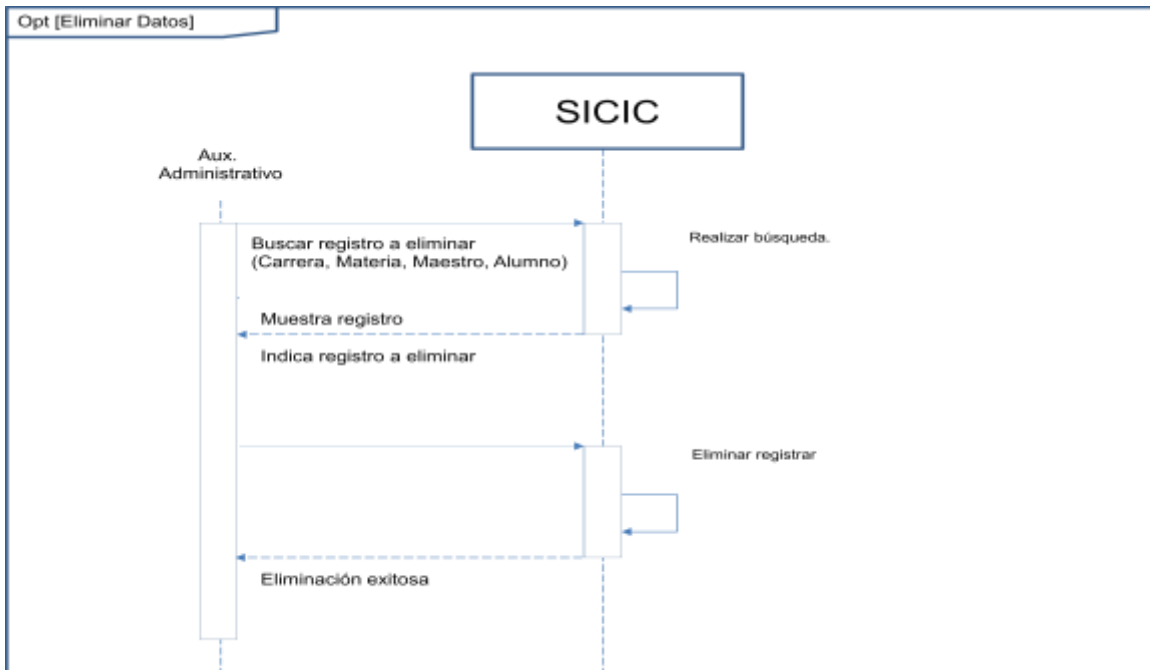 Opt [Eliminar Datos]
SICIC
Aux.
Administrativo
Buscar registro a eliminar
(Carrera, Materia, Maestro, Alumno)
Realizar búsqueda.
Muestra registro
Indica registro a eliminar
Eliminar registrar
Eliminación exitosa